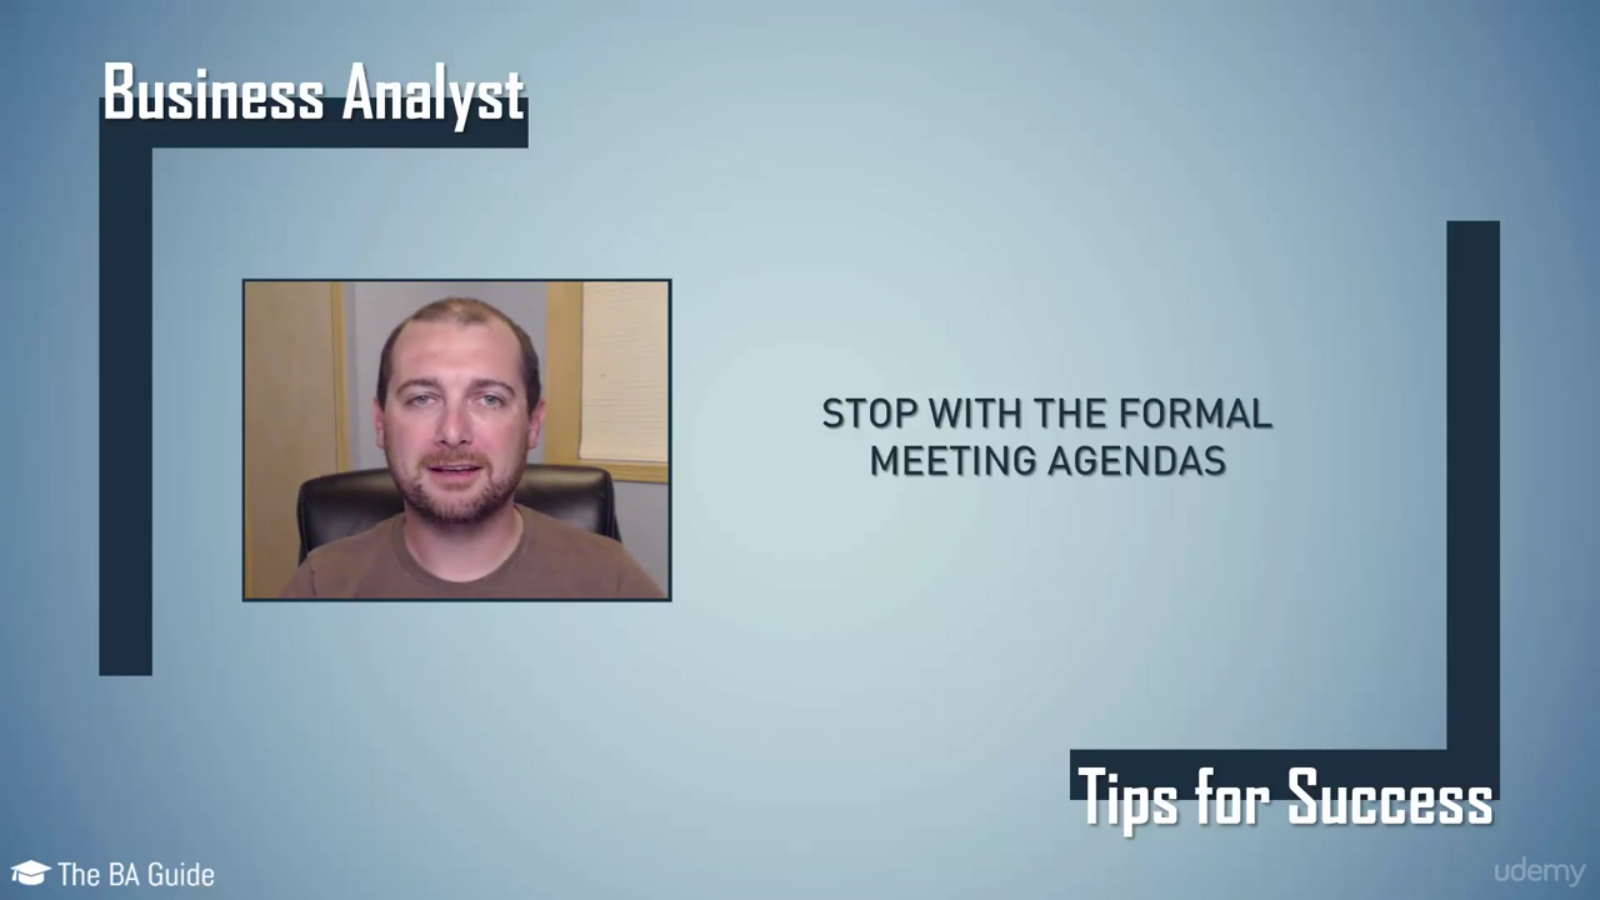 Business Analyst
STOP WITH THE FORMAL
MEETING AGENDAS
Tips for Success
The BA Guide
udemy